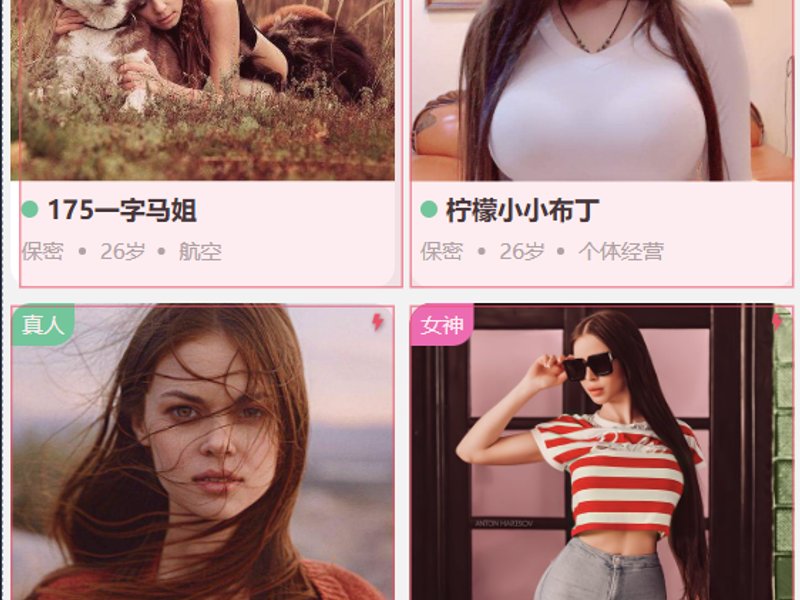 175一字马姐
柠檬小小布丁
保密 • 26岁 • 航空
保密 • 26岁 • 个体经营
真人
女神
ANTON HARISOV